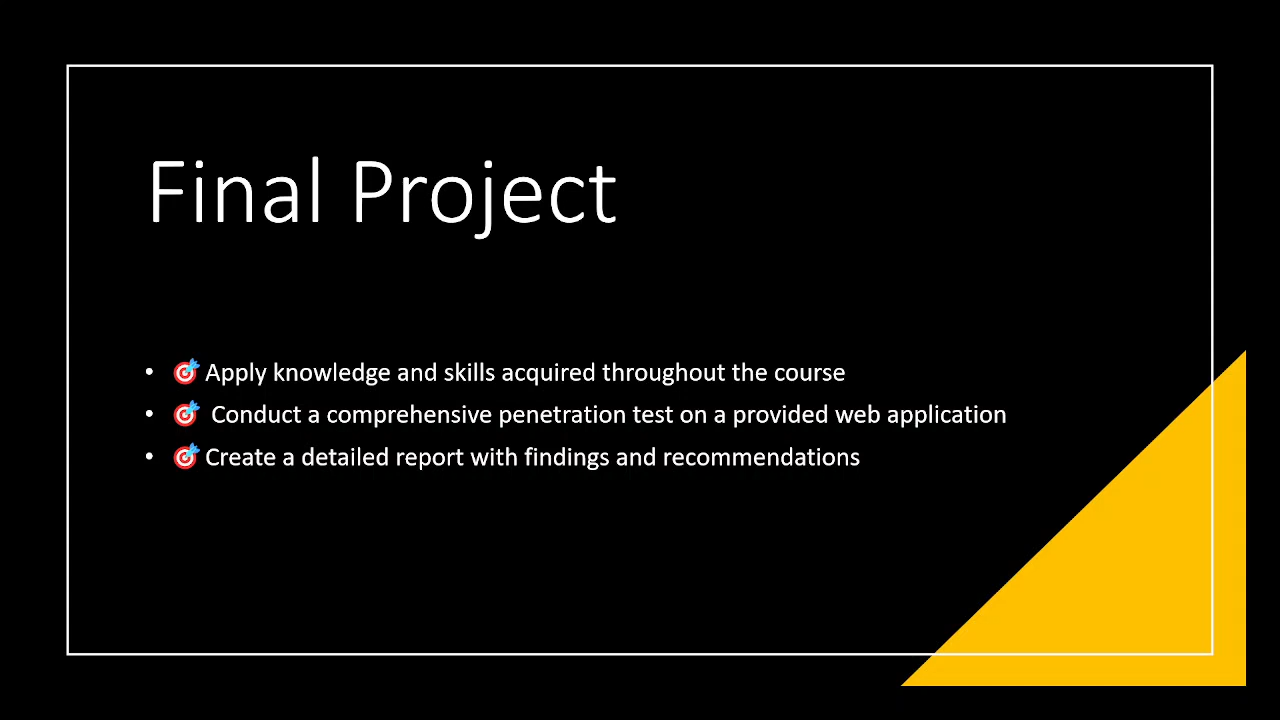 Final Project
• 🎯 Apply knowledge and skills acquired throughout the course
• 🎯 Conduct a comprehensive penetration test on a provided web application
• 🎯 Create a detailed report with findings and recommendations